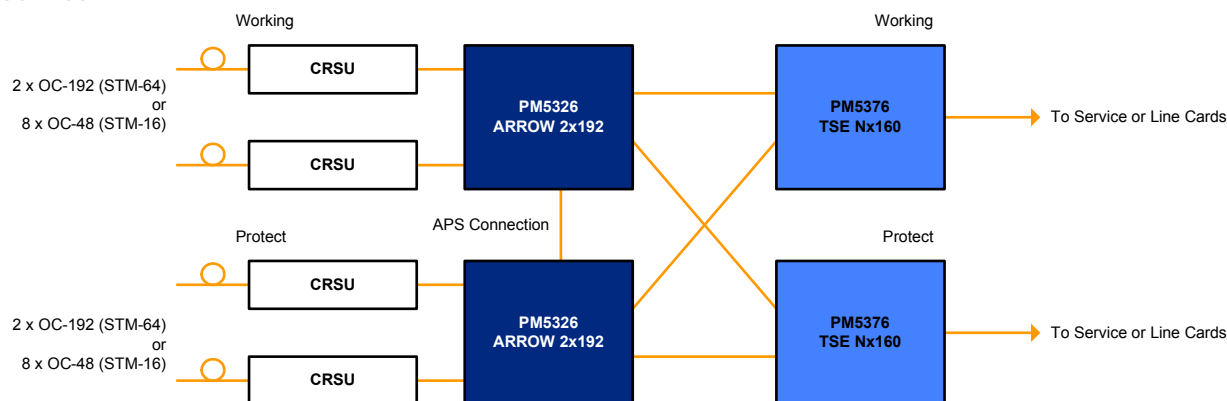 Working
Working
CRSU
2 x OC-192 (STM-64)
or
8 x OC-48 (STM-16)
PM5326
ARROW 2x192
PM5376
TSE Nx160
To Service or Line Cards
CRSU
APS Connection
Protect
Protect
CRSU
2 x OC-192 (STM-64)
or
8 x OC-48 (STM-16)
PM5326
ARROW 2x192
PM5376
TSE Nx160
To Service or Line Cards
CRSU